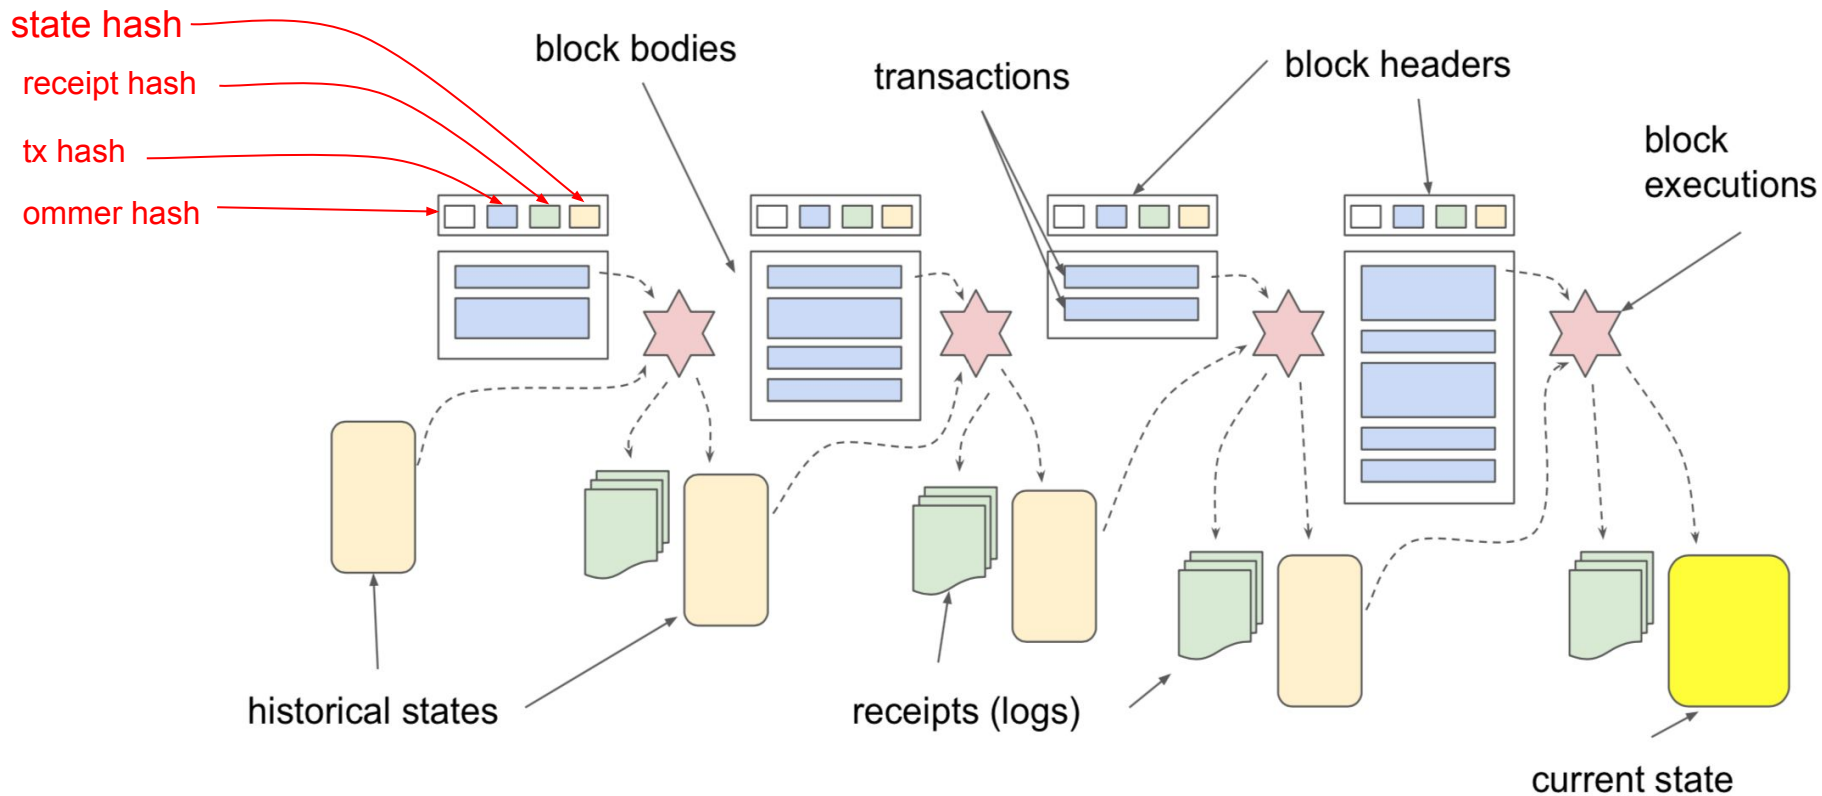 state hash
receipt hash
tx hash
ommer hash
block bodies
transactions
block headers
block
executions
historical states
receipts (logs)
current state